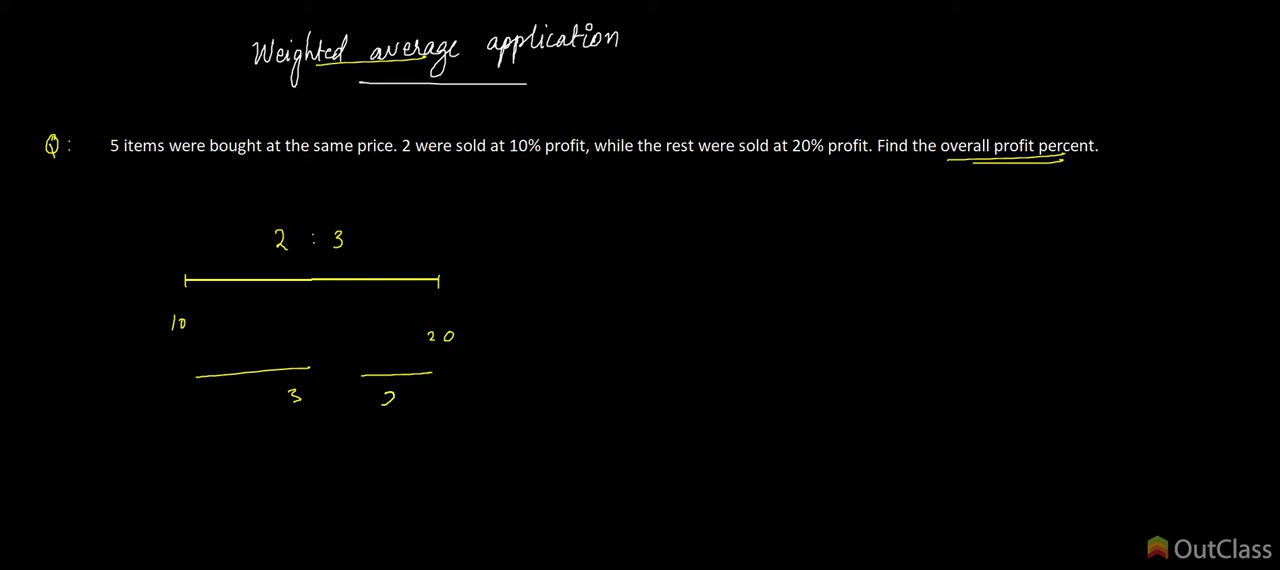 Weighted average application
Q : 5 items were bought at the same price. 2 were sold at 10% profit, while the rest were sold at 20% profit. Find the overall profit percent.
2 : 3
10
20
3 2
OutClass